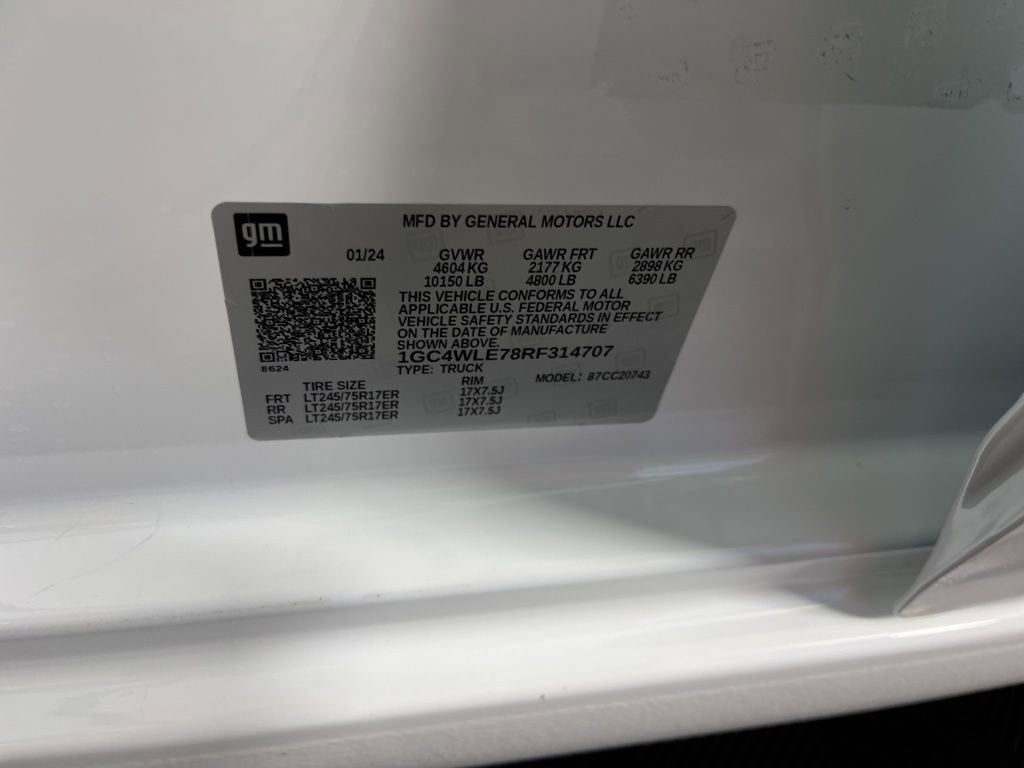 gm
MFD BY GENERAL MOTORS LLC
01/24 GVWR GAWR FRT GAWR RR
4604 KG 2177 KG 2898 KG
10150 LB 4800 LB 6390 LB
THIS VEHICLE CONFORMS TO ALL
APPLICABLE U.S. FEDERAL MOTOR
VEHICLE SAFETY STANDARDS IN EFFECT
ON THE DATE OF MANUFACTURE
SHOWN ABOVE.
1GC4WLE78RF314707
8624
TYPE: TRUCK MODEL: 87CC20743
TIRE SIZE RIM
FRT LT245/75R17ER 17X7.5J
RR LT245/75R17ER 17X7.5J
SPA LT245/75R17ER 17X7.5J